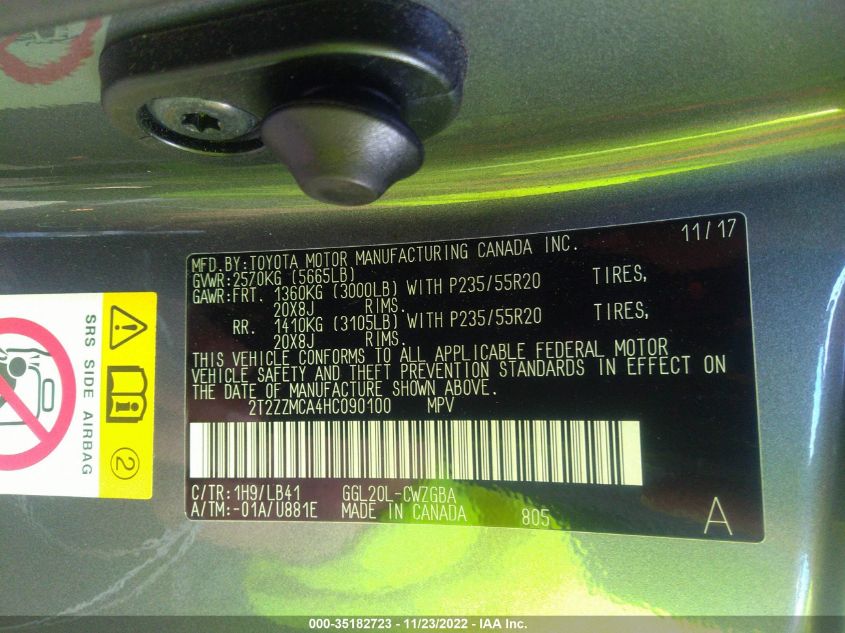 MFD.BY:TOYOTA MOTOR MANUFACTURING CANADA INC. 11/17
GVWR:2570KG (5665LB)
GAWR:FRT. 1360KG (3000LB) WITH P235/55R20 TIRES,
20X8J RIMS.
RR. 1410KG (3105LB) WITH P235/55R20 TIRES,
20X8J RIMS.
THIS VEHICLE CONFORMS TO ALL APPLICABLE FEDERAL MOTOR
VEHICLE SAFETY AND THEFT PREVENTION STANDARDS IN EFFECT ON
THE DATE OF MANUFACTURE SHOWN ABOVE.
2T2ZZMCA4HC090100 MPV
C/TR:1H9/LB41 GGL20L-CWZGBA
A/TM:-01A/U881E MADE IN CANADA 805 A
SRS SIDE AIRBAG
2
000-35182723 - 11/23/2022 - IAA Inc.